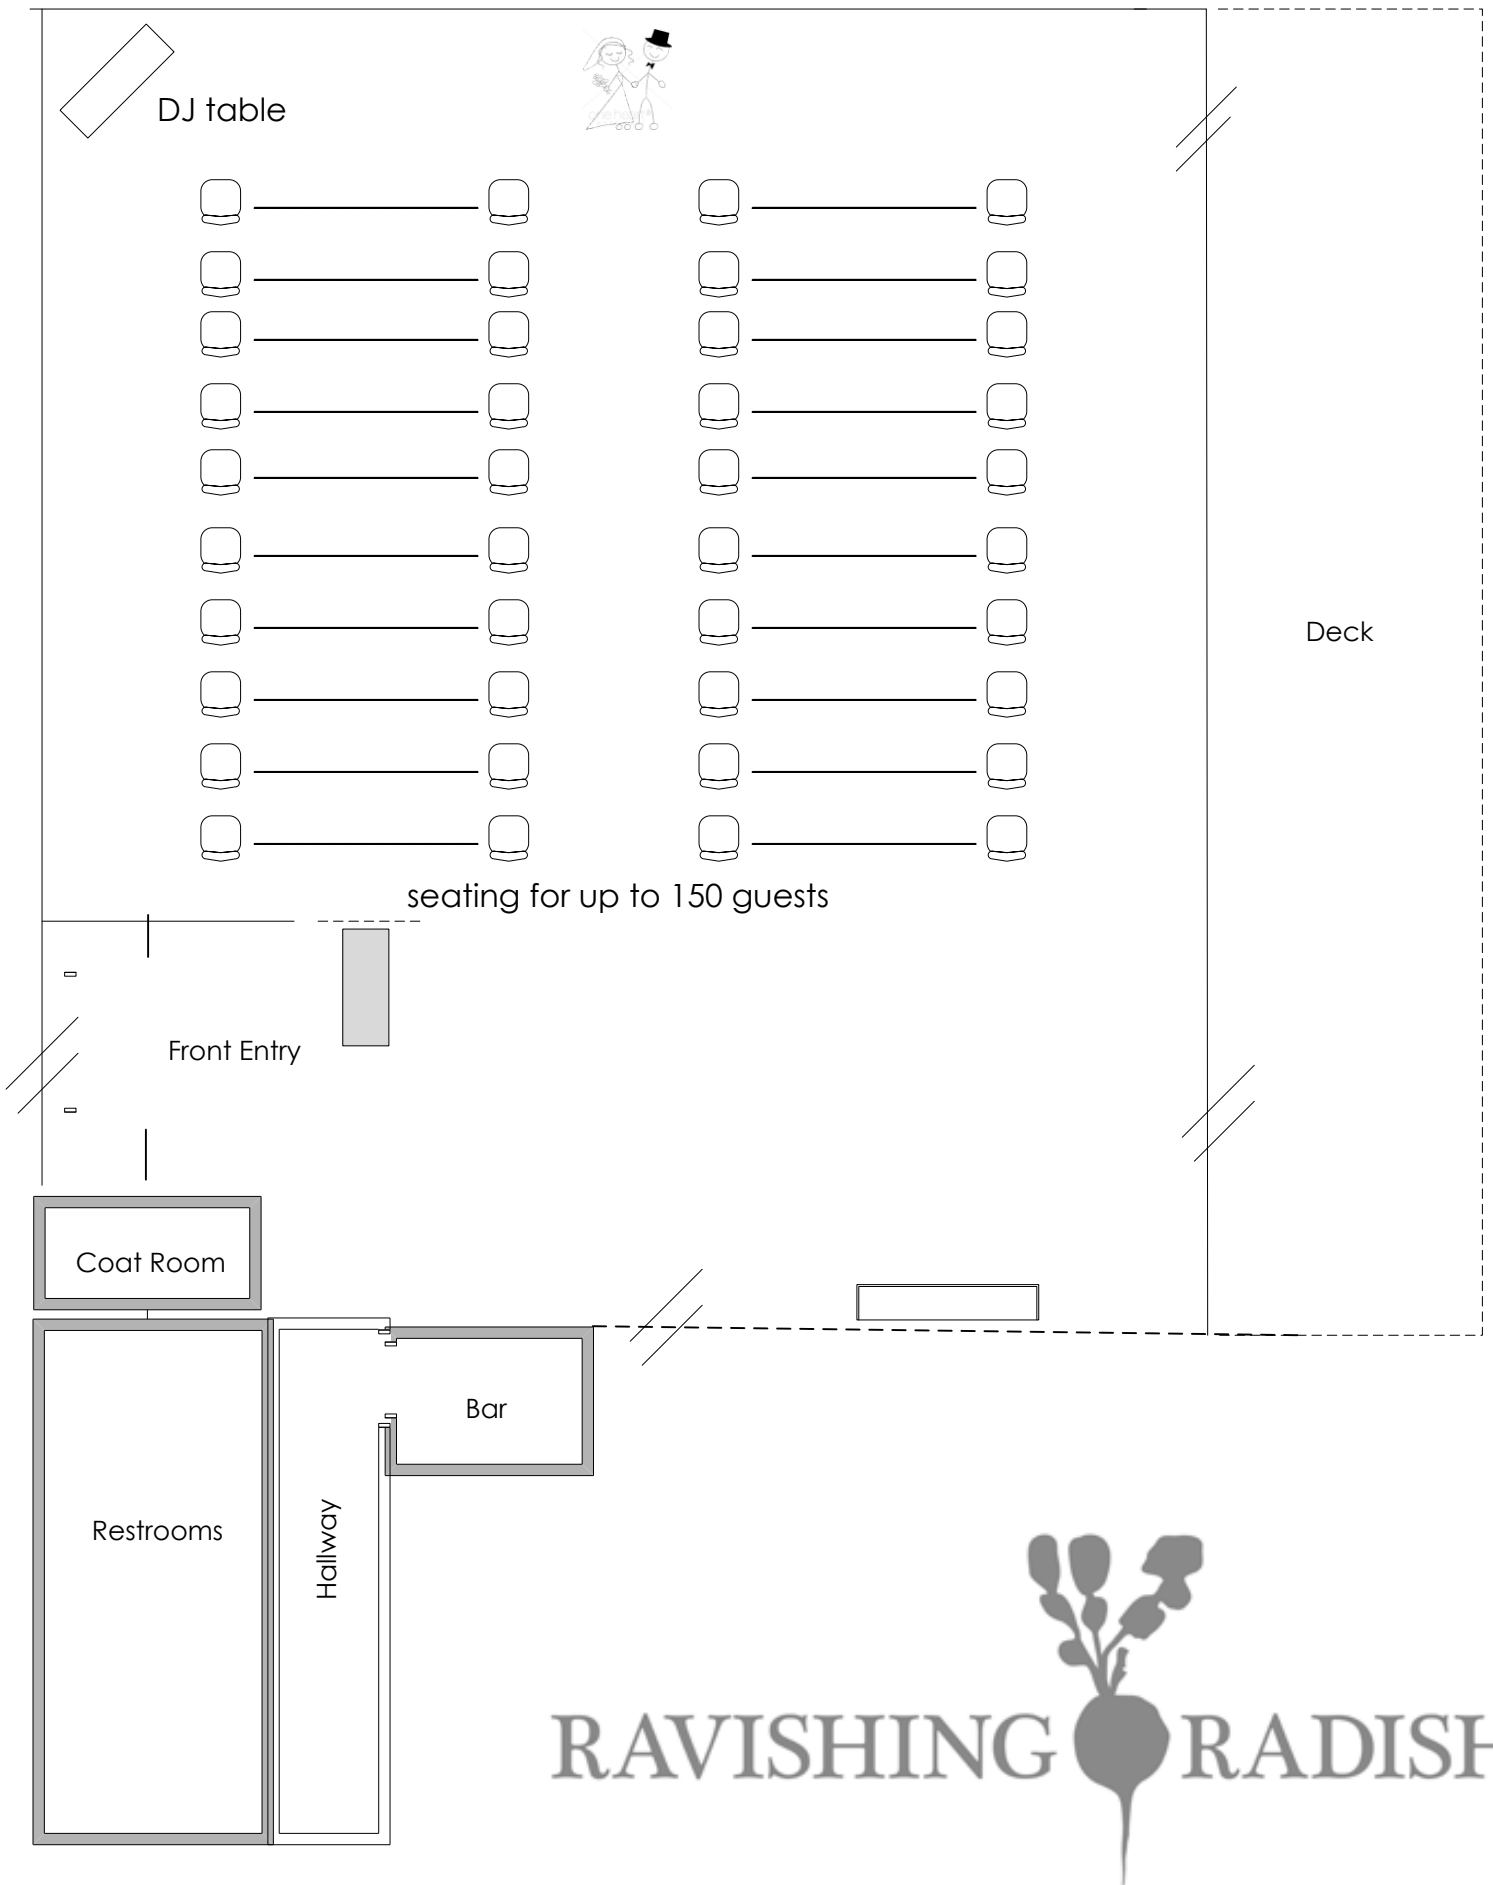 DJ table
Deck
seating for up to 150 guests
Front Entry
Coat Room
Bar
Restrooms
Hallway
RAVISHING RADISH